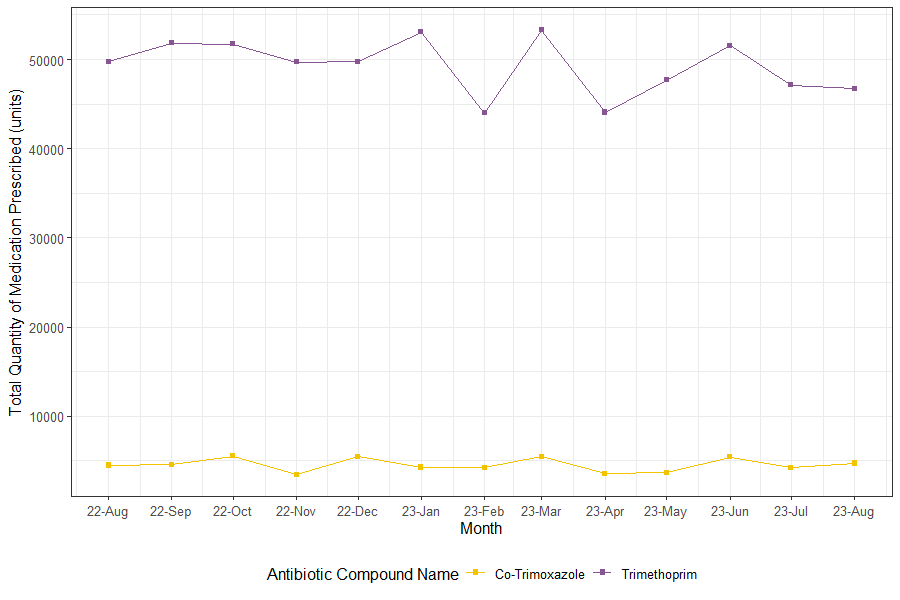 Total Quantity of Medication Prescribed (units)
50000
40000
30000
20000
10000
22-Aug 22-Sep 22-Oct 22-Nov 22-Dec 23-Jan 23-Feb 23-Mar 23-Apr 23-May 23-Jun 23-Jul 23-Aug
Month
Antibiotic Compound Name Co-Trimoxazole Trimethoprim